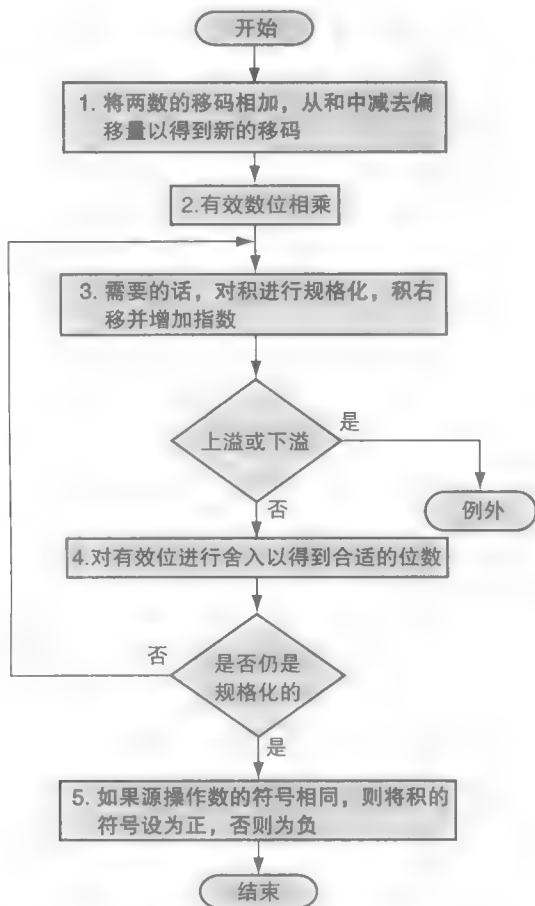 开始
1. 将两数的移码相加，从和中减去偏
移量以得到新的移码
2.有效数位相乘
3. 需要的话，对积进行规格化，积右
移并增加指数
上溢或下溢
是
例外
否
4.对有效位进行舍入以得到合适的位数
否
是否仍是
规格化的
是
5. 如果源操作数的符号相同，则将积的
符号设为正，否则为负
结束